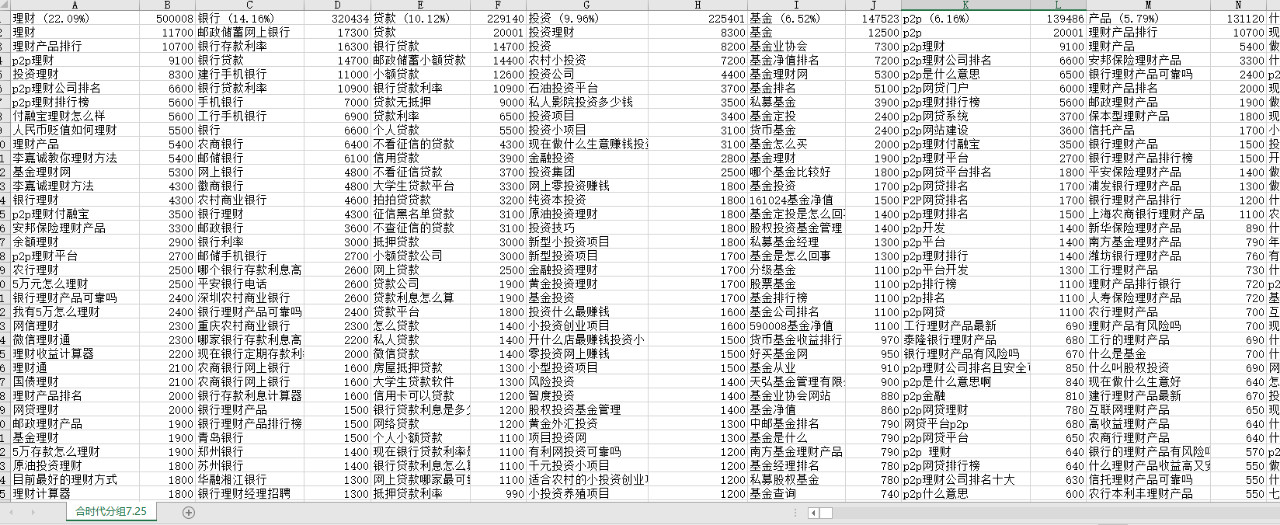 A B C D E F G H I J K L M N
理财 (22.09%) 500008 银行 (14.16%) 320434 贷款 (10.12%) 229140 投资 (9.96%) 225401 基金 (6.52%) 147523 p2p (6.16%) 139486 产品 (5.79%) 131120 什
理财 11700 邮政储蓄网上银行 17300 贷款 20001 投资理财 8300 基金 12500 p2p 20001 理财产品排行 10700 现
理财产品排行 10700 银行存款利率 16300 银行贷款 14700 投资 8200 基金业协会 7300 p2p理财 9100 理财产品 5400 做
p2p理财 9100 银行贷款 14700 邮政储蓄小额贷款 14400 农村小投资 7200 基金净值排名 7200 p2p理财公司排名 6600 安邦保险理财产品 3300 什
投资理财 8300 建行手机银行 11000 小额贷款 12600 投资公司 4400 基金理财网 5300 p2p是什么意思 6500 银行理财产品可靠吗 2400 p2
p2p理财公司排名 6600 银行贷款利率 10900 银行贷款利率 10900 石油投资平台 3700 基金排名 5100 p2p网贷门户 6000 理财产品排名 2000 现
p2p理财排行榜 5600 手机银行 7000 贷款无抵押 9000 私人影院投资多少钱 3500 私募基金 3900 p2p理财排行榜 5600 邮政理财产品 1900 做
付融宝理财怎么样 5600 工行手机银行 6900 贷款利率 6500 投资项目 3400 基金定投 2400 p2p网贷系统 3700 保本型理财产品 1800 现
人民币贬值如何理财 5500 银行 6600 个人贷款 5500 投资小项目 3100 货币基金 2400 p2p网站建设 3600 信托产品 1700 小
理财产品 5400 农商银行 6400 不看征信的贷款 4300 现在做什么生意赚钱投 3100 基金怎么买 2000 p2p理财付融宝 3500 银行理财产品 1500 投
李嘉诚教你理财方法 5400 邮储银行 6100 信用贷款 3900 金融投资 2800 基金理财 1900 p2p理财平台 2700 银行理财产品排行榜 1500 开
基金理财网 5300 网上银行 4800 不看征信贷款 3700 投资集团 2500 哪个基金比较好 1800 p2p网贷平台排名 1800 平安保险理财产品 1400 做
李嘉诚理财方法 4300 徽商银行 4800 大学生贷款平台 3300 网上零投资赚钱 1800 基金投资 1700 p2p网贷排名 1800 浦发银行理财产品 1300 做
银行理财 4300 农村商业银行 4600 拍拍贷贷款 3200 纯资本投资 1800 161024基金净值 1500 P2P网贷排名 1700 银行理财产品排行 1200 什
p2p理财付融宝 3500 银行理财 4300 征信黑名单贷款 3100 原油投资理财 1800 基金定投是怎么回 1400 p2p理财排名 1500 上海农商银行理财产品 1100 农
安邦保险理财产品 3300 邮政银行 3600 不查征信的贷款 3100 投资技巧 1800 股权投资基金管理 1400 p2p开发 1400 新华保险理财产品 890 什
余额理财 2900 银行利率 3000 抵押贷款 3000 新型小投资项目 1800 私募基金经理 1300 p2p平台 1400 南方基金理财产品 790 年
p2p理财平台 2700 邮储手机银行 2700 小额贷款公司 3000 新型投资项目 1700 基金是怎么回事 1300 p2p理财排行 1400 潍坊银行理财产品 760 做
农行理财 2500 哪个银行存款利息高 2600 网上贷款 2500 金融投资理财 1700 分级基金 1100 p2p平台开发 1300 工行理财产品 730 什
5万元怎么理财 2500 平安银行电话 2600 贷款公司 1900 黄金投资理财 1700 股票基金 1100 p2p排行榜 1100 理财产品排行榜 720 p2
银行理财产品可靠吗 2400 深圳农村商业银行 2600 贷款利息怎么算 1900 基金投资 1700 基金排行榜 1100 p2p排名 1100 人寿保险理财产品 720 基
我有5万怎么理财 2400 银行理财产品可靠吗 2400 贷款平台 1800 投资什么最赚钱 1600 基金公司排名 1100 p2p网贷 1100 农行理财产品 700 互
网信理财 2300 重庆农村商业银行 2300 怎么贷款 1400 小投资创业项目 1600 590008基金净值 1100 工行理财产品最新 690 理财产品有风险吗 700 现
微信理财通 2300 哪家银行存款利息高 2200 私人贷款 1400 开什么店最赚钱投资小 1500 货币基金收益排行 970 泰隆银行理财产品 680 工行的理财产品 690 什
理财收益计算器 2200 现在银行定期存款利 2000 微信贷款 1400 零投资网上赚钱 1500 好买基金网 950 银行理财产品有风险吗 670 什么是基金 700 什
理财通 2100 农商银行网上银行 1600 房屋抵押贷款 1300 小型投资项目 1500 基金从业 910 p2p理财公司排名且安全 850 什么叫股权投资 690 网
国债理财 2100 农商银行网上银行 1600 大学生贷款软件 1300 风险投资 1400 天弘基金管理有限 900 p2p是什么意思啊 840 现在做什么生意好 640 怎
理财产品排名 2000 银行存款利息计算器 1600 信用卡可以贷款 1200 智度投资 1400 基金业协会网站 880 p2p金融 810 建行理财产品最新 670 投
网贷理财 2000 银行理财产品 1500 银行贷款利息是多 1200 股权投资基金管理 1400 基金净值 860 p2p网贷理财 780 互联网理财产品 650 现
邮政理财产品 1900 银行理财产品排行榜 1500 网络贷款 1200 黄金外汇投资 1300 中邮基金排名 790 网贷平台p2p 680 高收益理财产品 640 什
基金理财 1900 青岛银行 1500 个人小额贷款 1100 项目投资网 1300 基金是什么 790 p2p网贷平台 650 农商行理财产品 640 什
5万存款怎么理财 1900 郑州银行 1400 现在银行贷款利率 1100 有利网投资可靠吗 1200 南方基金理财产品 790 p2p 理财 640 银行的理财产品有风险 570 p2
原油投资理财 1800 苏州银行 1400 银行贷款利息怎么 1100 千元投资小项目 1200 基金经理排名 780 p2p网贷排行榜 640 什么理财产品收益高又 550 做
目前最好的理财方式 1800 华融湘江银行 1300 网上贷款哪家最可 1100 适合农村的小投资创业 1200 私募股权基金 780 p2p理财公司排名十大 630 信托理财产品可靠吗 550 现
理财计算器 1800 银行理财经理招聘 1300 抵押贷款利率 990 小投资养殖项目 1200 基金查询 740 p2p什么意思 600 农行本利丰理财产品 550 七
合时代分组7.25